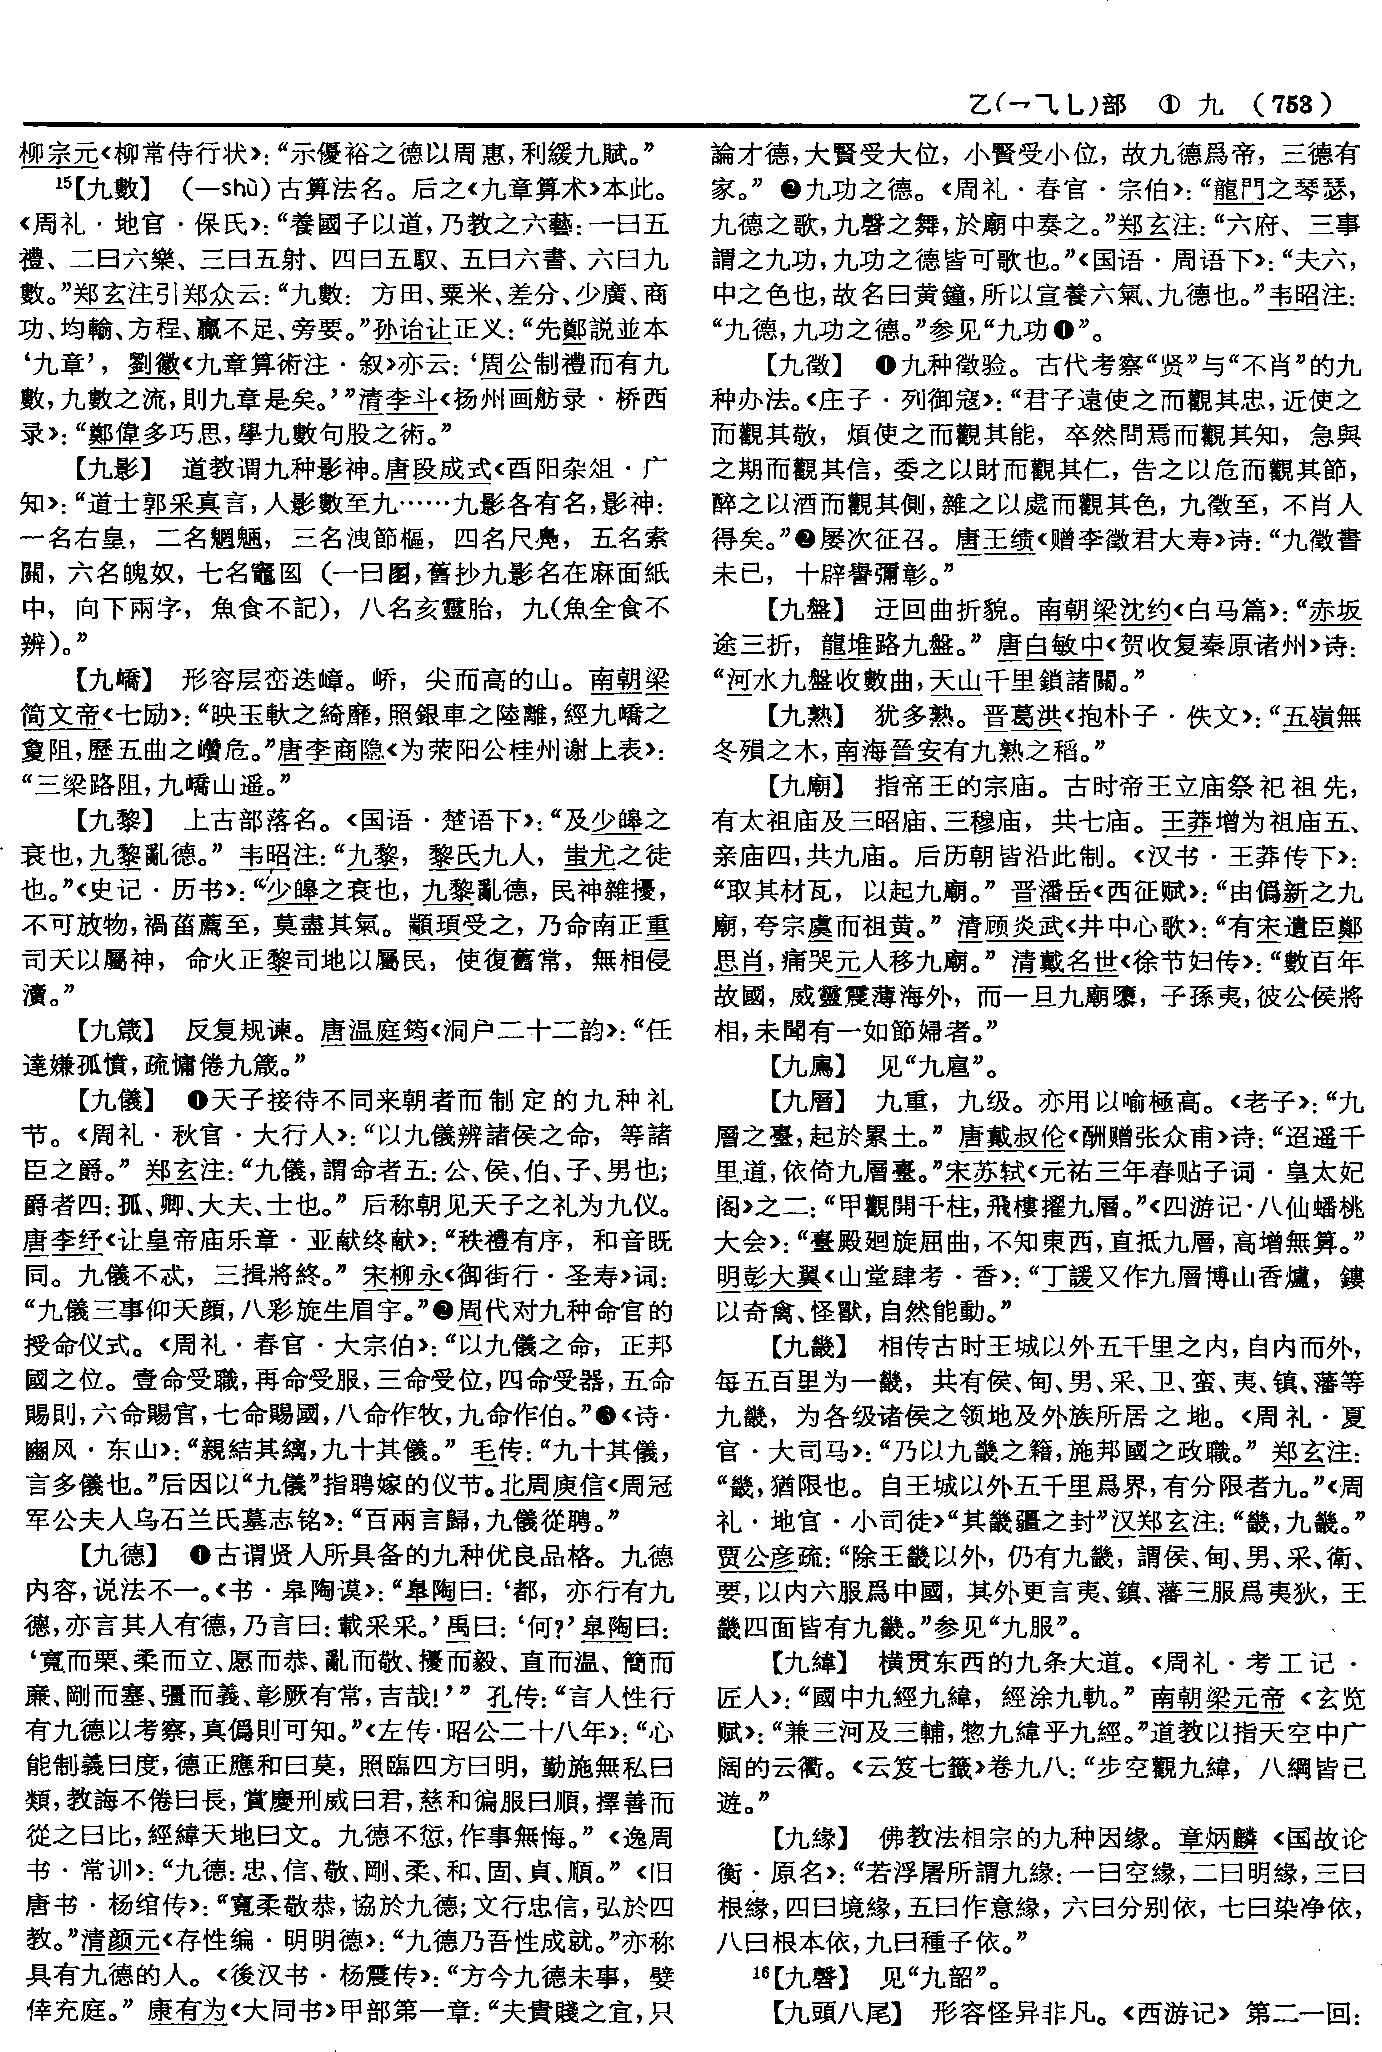 乙(乛⺄乚)部 ① 九 (753)
柳宗元《柳常侍行状》：“示優裕之德以周惠，利緩九賦。”
15【九數】 (—shù)古算法名。后之《九章算术》本此。
《周礼·地官·保氏》：“養國子以道，乃教之六藝：一曰五
禮、二曰六樂、三曰五射、四曰五馭、五曰六書、六曰九
數。”郑玄注引郑众云：“九數：方田、粟米、差分、少廣、商
功、均輸、方程、贏不足、旁要。”孙诒让正义：“先鄭説並本
‘九章’，劉徽《九章算術注·叙》亦云：‘周公制禮而有九
數，九數之流，則九章是矣。’”清李斗《扬州画舫录·桥西
录》：“鄭偉多巧思，學九數句股之術。”
【九影】 道教谓九种影神。唐段成式《酉阳杂俎·广
知》：“道士郭采真言，人影數至九……九影各有名，影神：
一名右皇，二名魍魎，三名洩節樞，四名尺鳧，五名索
關，六名魄奴，七名竈囦（一曰图，舊抄九影名在麻面紙
中，向下兩字，魚食不記），八名亥靈胎，九（魚全食不
辨）。”
【九嶠】 形容层峦迭嶂。峤，尖而高的山。南朝梁
简文帝《七励》：“映玉軑之綺靡，照銀車之陸離，經九嶠之
敻阻，歷五曲之巑危。”唐李商隐《为荥阳公桂州谢上表》：
“三梁路阻，九嶠山遥。”
【九黎】 上古部落名。《国语·楚语下》：“及少皞之
衰也，九黎亂德。”韦昭注：“九黎，黎氏九人，蚩尤之徒
也。”《史记·历书》：“少皞之衰也，九黎亂德，民神雜擾，
不可放物，禍菑薦至，莫盡其氣。顓頊受之，乃命南正重
司天以屬神，命火正黎司地以屬民，使復舊常，無相侵
瀆。”
【九箴】 反复规谏。唐温庭筠《洞户二十二韵》：“任
達嫌孤憤，疏慵倦九箴。”
【九儀】 ❶天子接待不同来朝者而制定的九种礼
节。《周礼·秋官·大行人》：“以九儀辨諸侯之命，等諸
臣之爵。”郑玄注：“九儀，謂命者五：公、侯、伯、子、男也；
爵者四：孤、卿、大夫、士也。”后称朝见天子之礼为九仪。
唐李纾《让皇帝庙乐章·亚献终献》：“秩禮有序，和音既
同。九儀不忒，三揖將終。”宋柳永《御街行·圣寿》词：
“九儀三事仰天顔，八彩旋生眉宇。”❷周代对九种命官的
授命仪式。《周礼·春官·大宗伯》：“以九儀之命，正邦
國之位。壹命受職，再命受服，三命受位，四命受器，五命
賜則，六命賜官，七命賜國，八命作牧，九命作伯。”❸《诗·
豳风·东山》：“親結其縭，九十其儀。”毛传：“九十其儀，
言多儀也。”后因以“九儀”指聘嫁的仪节。北周庾信《周冠
军公夫人乌石兰氏墓志铭》：“百兩言歸，九儀從聘。”
【九德】 ❶古谓贤人所具备的九种优良品格。九德
内容，说法不一。《书·皋陶谟》：“皋陶曰：‘都，亦行有九
德，亦言其人有德，乃言曰：載采采。’禹曰：‘何？’皋陶曰：
‘寬而栗、柔而立、愿而恭、亂而敬、擾而毅、直而温、簡而
廉、剛而塞、彊而義、彰厥有常，吉哉！’”孔传：“言人性行
有九德以考察，真僞則可知。”《左传·昭公二十八年》：“心
能制義曰度，德正應和曰莫，照臨四方曰明，勤施無私曰
類，教誨不倦曰長，賞慶刑威曰君，慈和徧服曰順，擇善而
從之曰比，經緯天地曰文。九德不愆，作事無悔。”《逸周
书·常训》：“九德：忠、信、敬、剛、柔、和、固、貞、順。”《旧
唐书·杨绾传》：“寬柔敬恭，協於九德；文行忠信，弘於四
教。”清颜元《存性编·明明德》：“九德乃吾性成就。”亦称
具有九德的人。《後汉书·杨震传》：“方今九德未事，嬖
倖充庭。”康有为《大同书》甲部第一章：“夫貴賤之宜，只
論才德，大賢受大位，小賢受小位，故九德爲帝，三德有
家。”❷九功之德。《周礼·春官·宗伯》：“龍門之琴瑟，
九德之歌，九磬之舞，於廟中奏之。”郑玄注：“六府、三事
謂之九功，九功之德皆可歌也。”《国语·周语下》：“夫六，
中之色也，故名曰黄鐘，所以宣養六氣、九德也。”韦昭注：
“九德，九功之德。”参见“九功❶”。
【九徵】 ❶九种徵验。古代考察“贤”与“不肖”的九
种办法。《庄子·列御寇》：“君子遠使之而觀其忠，近使之
而觀其敬，煩使之而觀其能，卒然問焉而觀其知，急與
之期而觀其信，委之以財而觀其仁，告之以危而觀其節，
醉之以酒而觀其側，雜之以處而觀其色，九徵至，不肖人
得矣。”❷屡次征召。唐王绩《赠李徵君大寿》诗：“九徵書
未已，十辟譽彌彰。”
【九盤】 迂回曲折貌。南朝梁沈约《白马篇》：“赤坂
途三折，龍堆路九盤。”唐白敏中《贺收复秦原诸州》诗：
“河水九盤收數曲，天山千里鎖諸關。”
【九熟】 犹多熟。晋葛洪《抱朴子·佚文》：“五嶺無
冬殞之木，南海晉安有九熟之稻。”
【九廟】 指帝王的宗庙。古时帝王立庙祭祀祖先，
有太祖庙及三昭庙、三穆庙，共七庙。王莽增为祖庙五、
亲庙四，共九庙。后历朝皆沿此制。《汉书·王莽传下》：
“取其材瓦，以起九廟。”晋潘岳《西征赋》：“由僞新之九
廟，夸宗虞而祖黄。”清顾炎武《井中心歌》：“有宋遺臣鄭
思肖，痛哭元人移九廟。”清戴名世《徐节妇传》：“數百年
故國，威靈震薄海外，而一旦九廟隳，子孫夷，彼公侯將
相，未聞有一如節婦者。”
【九鳸】 见“九扈”。
【九層】 九重，九级。亦用以喻極高。《老子》：“九
層之臺，起於累土。”唐戴叔伦《酬赠张众甫》诗：“迢遥千
里道，依倚九層臺。”宋苏轼《元祐三年春贴子词·皇太妃
阁》之二：“甲觀開千柱，飛樓擢九層。”《四游记·八仙蟠桃
大会》：“臺殿廻旋屈曲，不知東西，直抵九層，高增無算。”
明彭大翼《山堂肆考·香》：“丁諼又作九層博山香爐，鏤
以奇禽、怪獸，自然能動。”
【九畿】 相传古时王城以外五千里之内，自内而外，
每五百里为一畿，共有侯、甸、男、采、卫、蛮、夷、镇、藩等
九畿，为各级诸侯之领地及外族所居之地。《周礼·夏
官·大司马》：“乃以九畿之籍，施邦國之政職。”郑玄注：
“畿，猶限也。自王城以外五千里爲界，有分限者九。”《周
礼·地官·小司徒》“其畿疆之封”汉郑玄注：“畿，九畿。”
贾公彦疏：“除王畿以外，仍有九畿，謂侯、甸、男、采、衛、
要，以内六服爲中國，其外更言夷、鎮、藩三服爲夷狄，王
畿四面皆有九畿。”参见“九服”。
【九緯】 横贯东西的九条大道。《周礼·考工记·
匠人》：“國中九經九緯，經涂九軌。”南朝梁元帝《玄览
赋》：“兼三河及三輔，惣九緯乎九經。”道教以指天空中广
阔的云衢。《云笈七籤》卷九八：“步空觀九緯，八綱皆己
遊。”
【九緣】 佛教法相宗的九种因缘。章炳麟《国故论
衡·原名》：“若浮屠所謂九緣：一曰空緣，二曰明緣，三曰
根緣，四曰境緣，五曰作意緣，六曰分别依，七曰染净依，
八曰根本依，九曰種子依。”
16【九磬】 见“九韶”。
【九頭八尾】 形容怪异非凡。《西游记》第二一回：